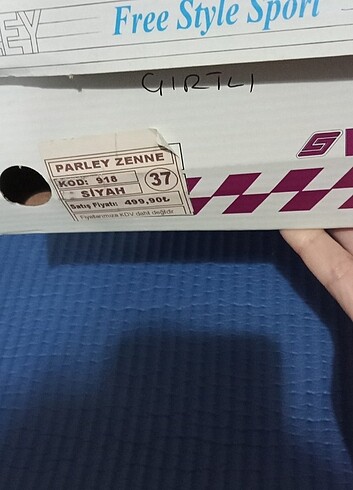 EY
Free Style Sport
GIRTLI
PARLEY ZENNE
KOD: 918
SİYAH
37
Satış Fiyatı: 499,90₺
Fiyatlarımıza KDV dahil değildir